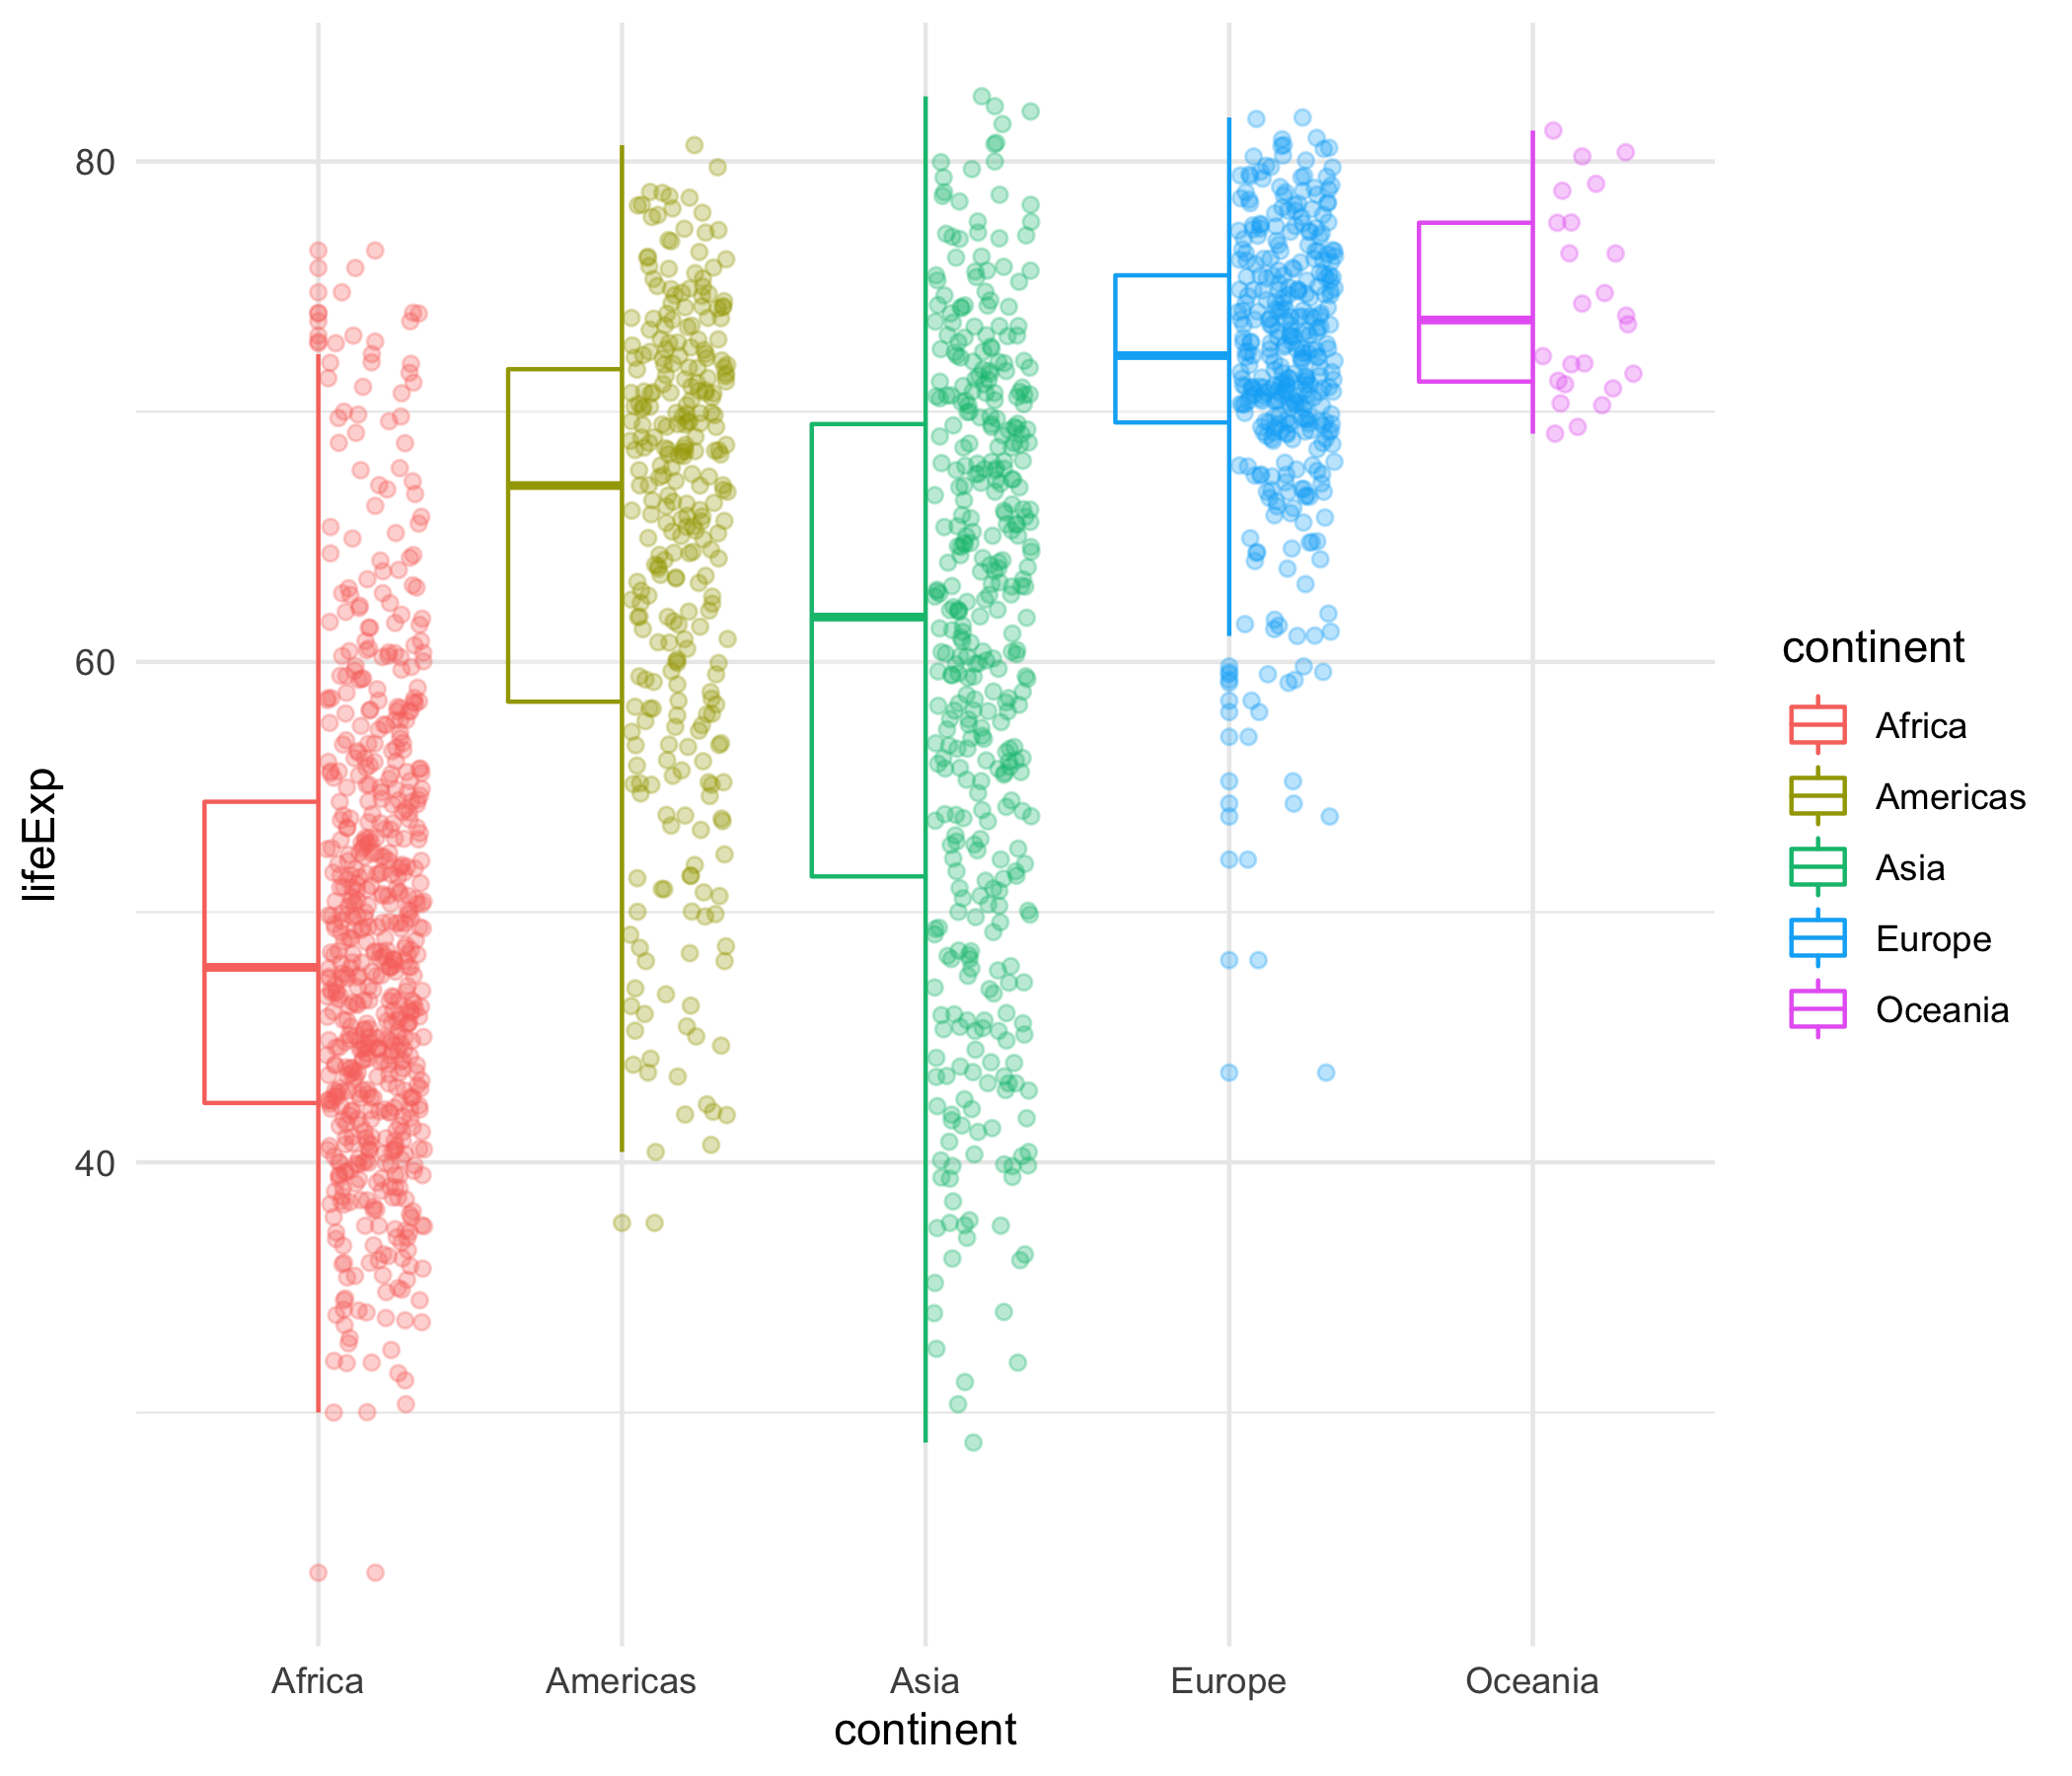 80
60
40
lifeExp
Africa
Americas
Asia
Europe
Oceania
continent
continent
Africa
Americas
Asia
Europe
Oceania